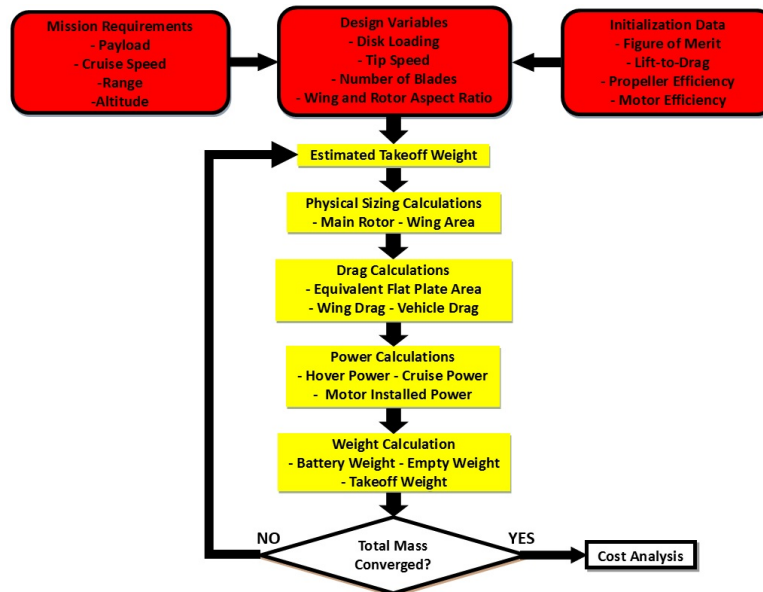 Mission Requirements
- Payload
- Cruise Speed
- Range
-Altitude
Design Variables
- Disk Loading
- Tip Speed
- Number of Blades
- Wing and Rotor Aspect Ratio
Initialization Data
- Figure of Merit
- Lift-to-Drag
- Propeller Efficiency
- Motor Efficiency
Estimated Takeoff Weight
Physical Sizing Calculations
- Main Rotor - Wing Area
Drag Calculations
- Equivalent Flat Plate Area
- Wing Drag - Vehicle Drag
Power Calculations
- Hover Power - Cruise Power
- Motor Installed Power
Weight Calculation
- Battery Weight - Empty Weight
- Takeoff Weight
NO
Total Mass
Converged?
YES
Cost Analysis